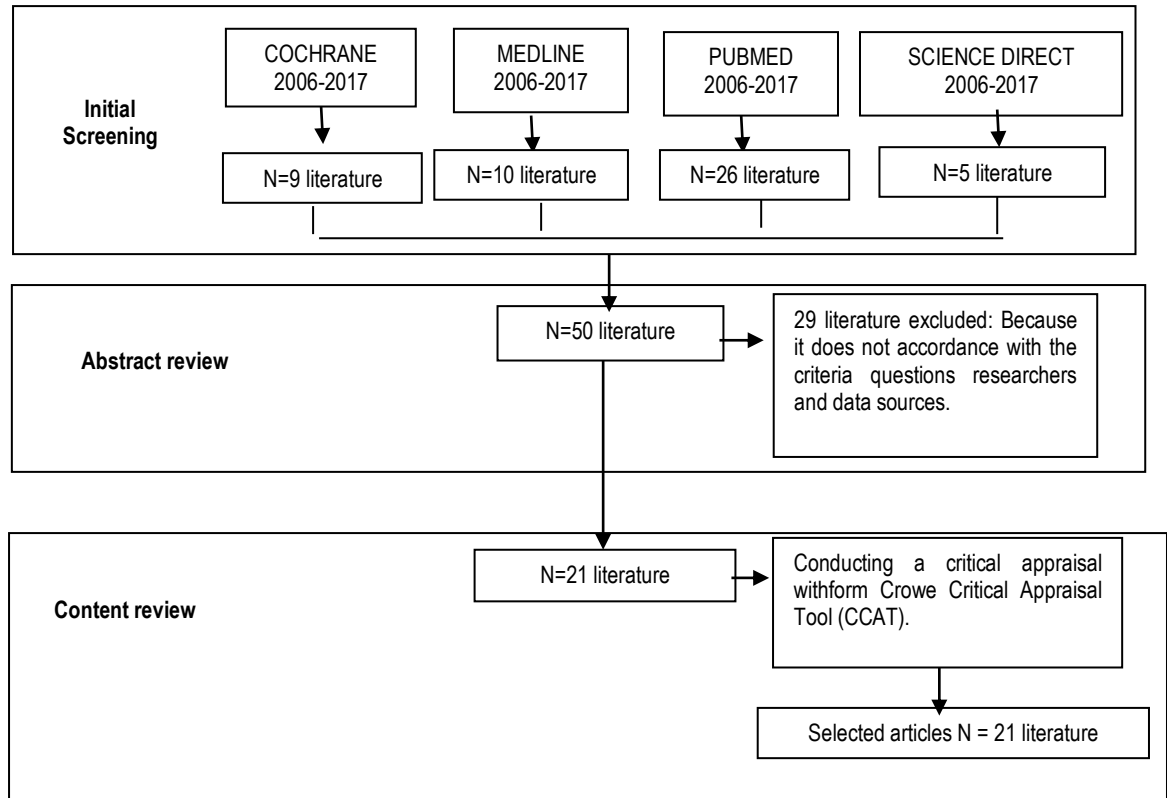 COCHRANE
2006-2017
MEDLINE
2006-2017
PUBMED
2006-2017
SCIENCE DIRECT
2006-2017
Initial
Screening
N=9 literature
N=10 literature
N=26 literature
N=5 literature
Abstract review
N=50 literature
29 literature excluded: Because
it does not accordance with the
criteria questions researchers
and data sources.
Content review
N=21 literature
Conducting a critical appraisal
withform Crowe Critical Appraisal
Tool (CCAT).
Selected articles N = 21 literature